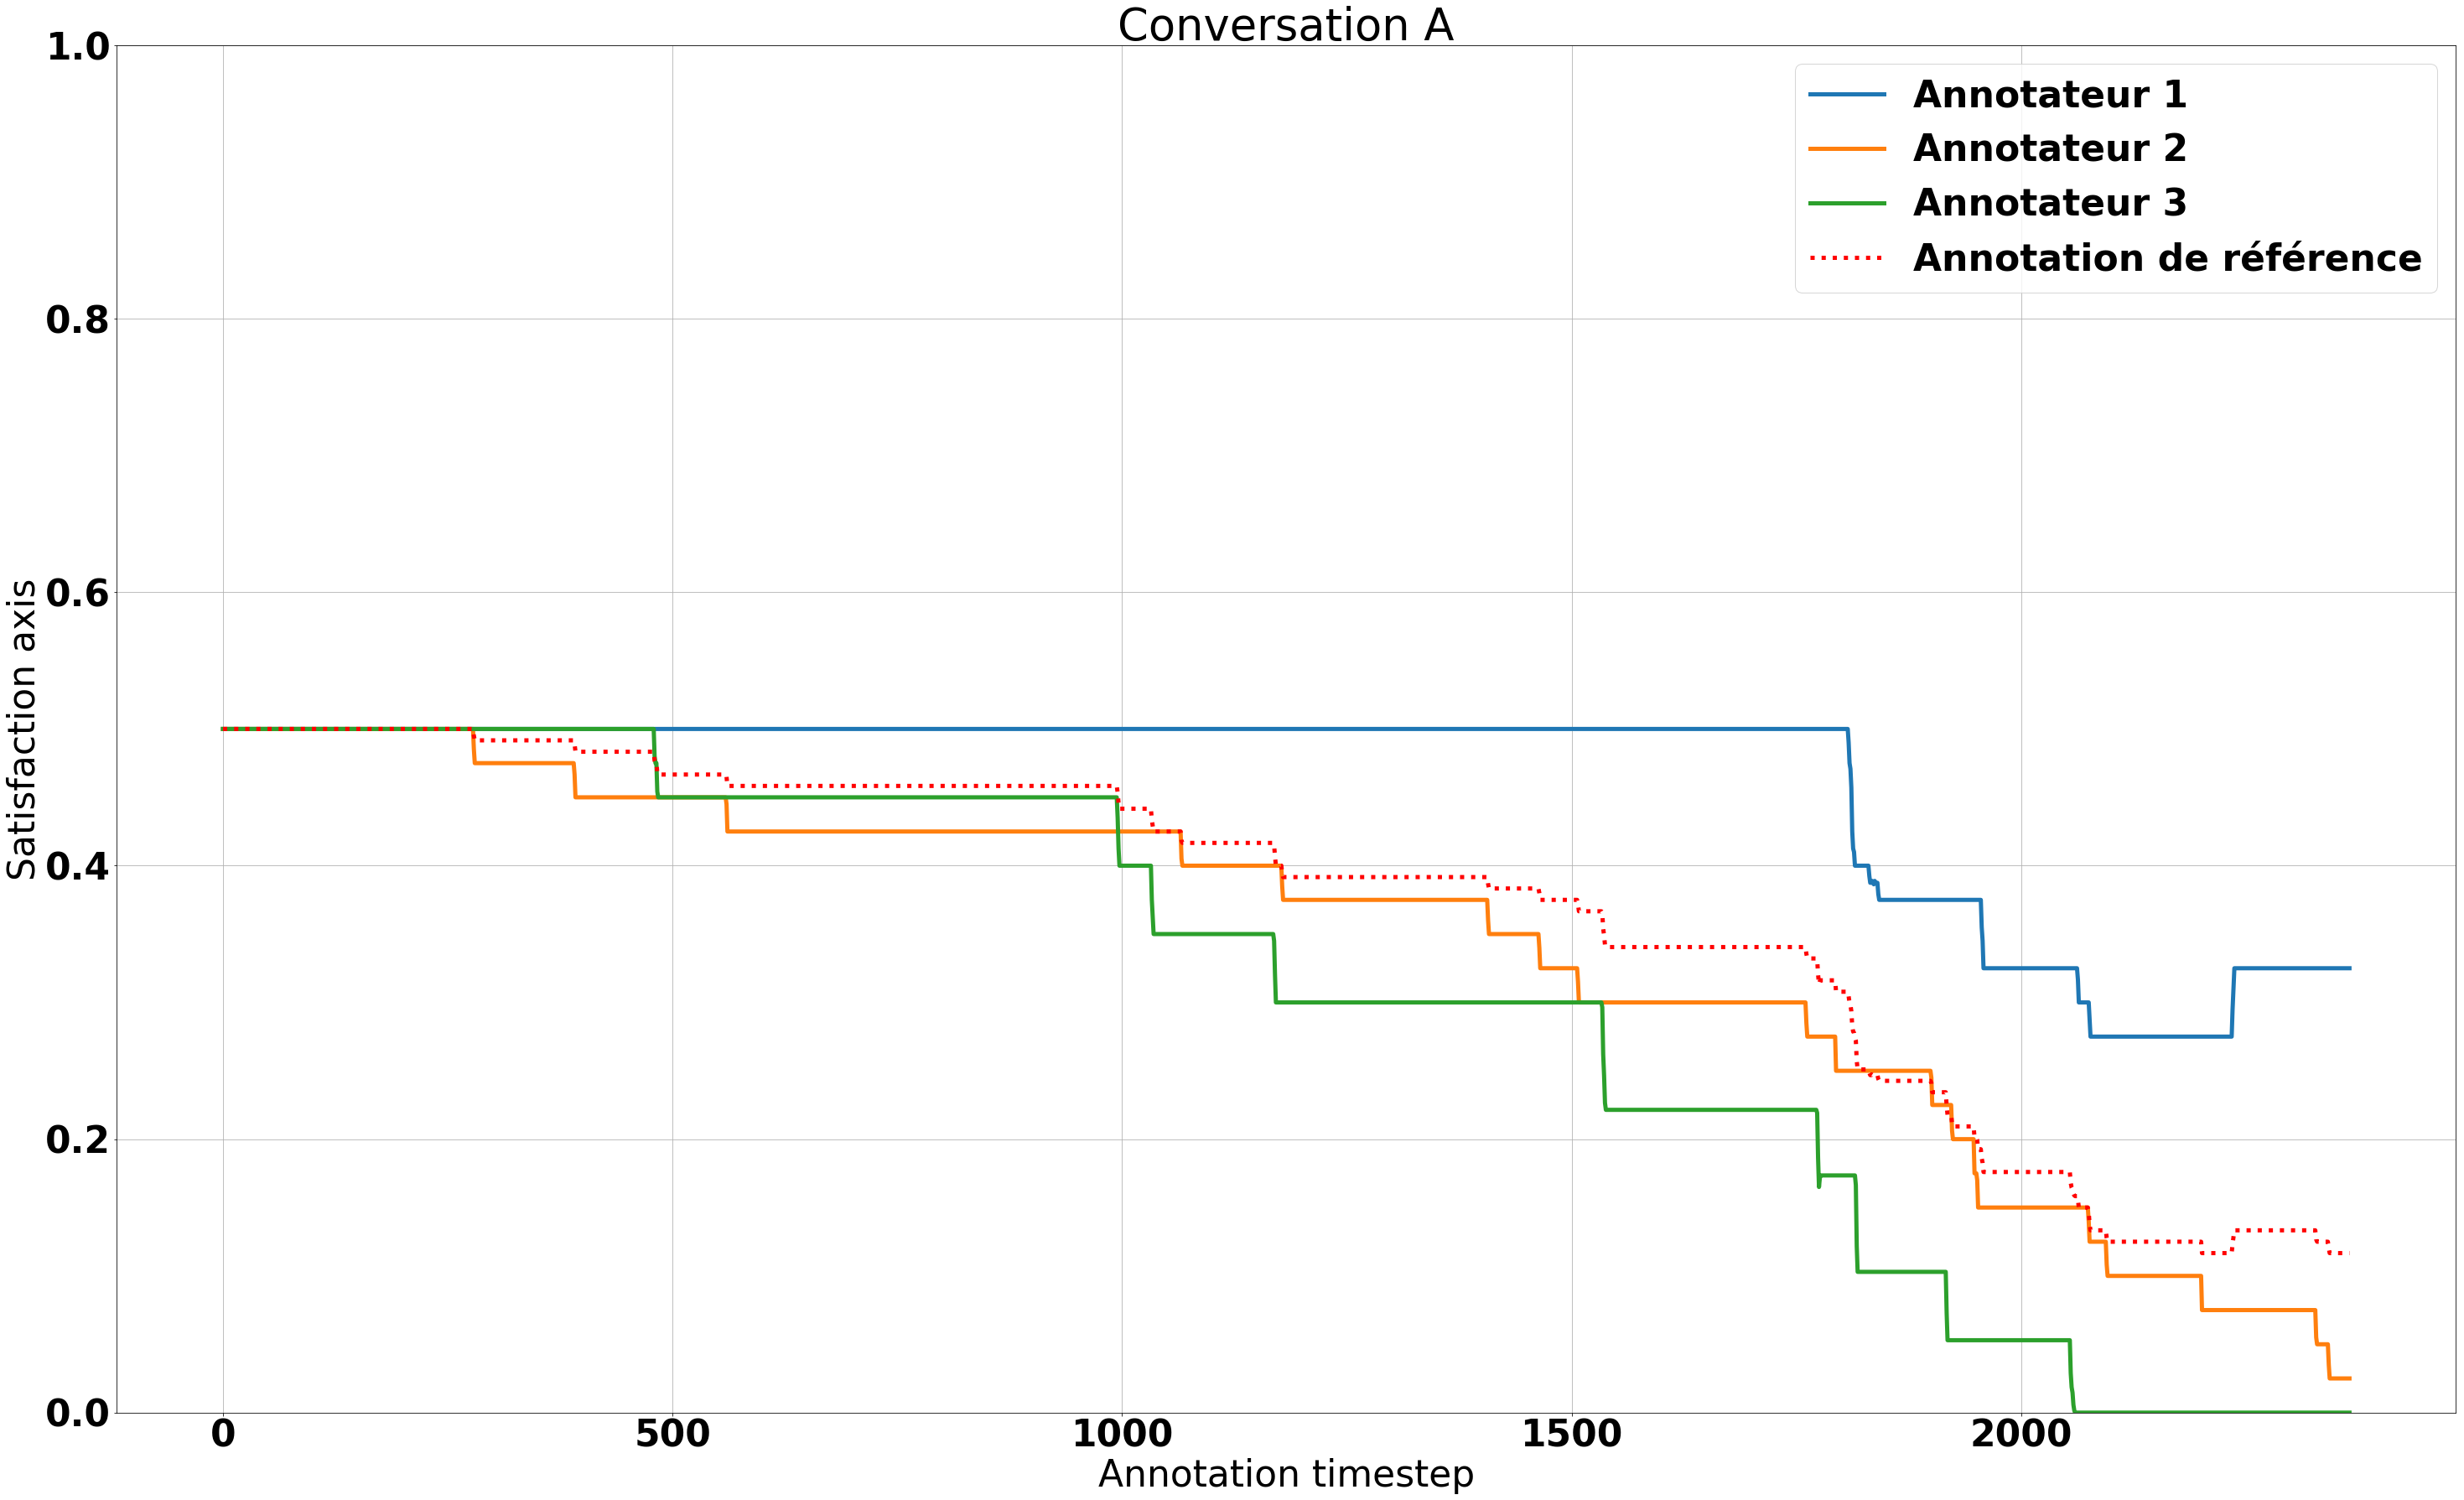 Conversation A
1.0
0.8
0.6
0.4
0.2
0.0
Satisfaction axis
Annotateur 1
Annotateur 2
Annotateur 3
Annotation de référence
0 500 1000 1500 2000
Annotation timestep